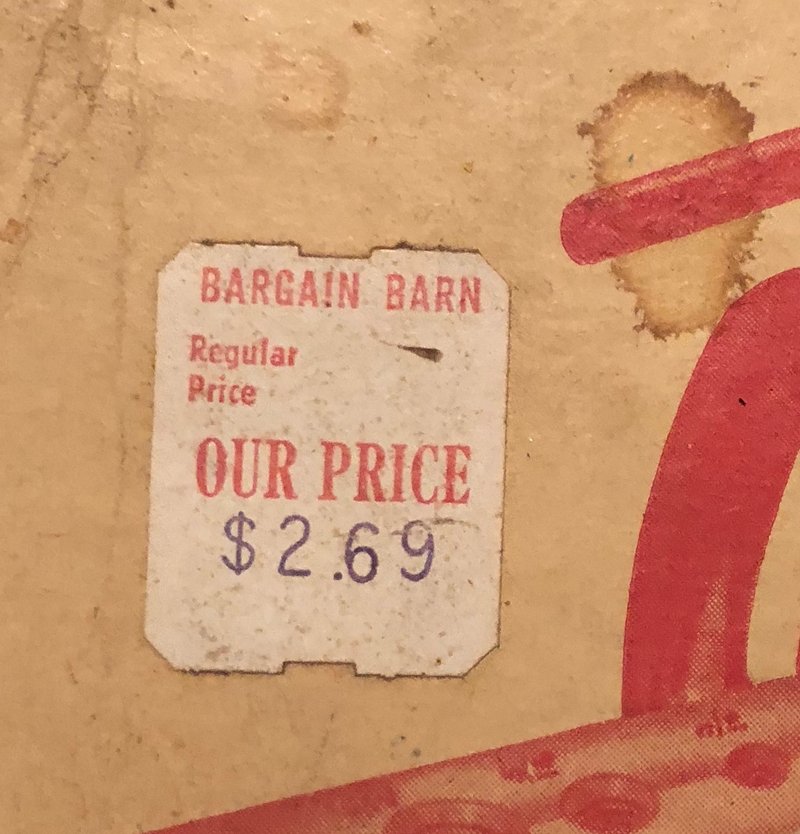 BARGAIN BARN
Regular
Price
OUR PRICE
$2.69